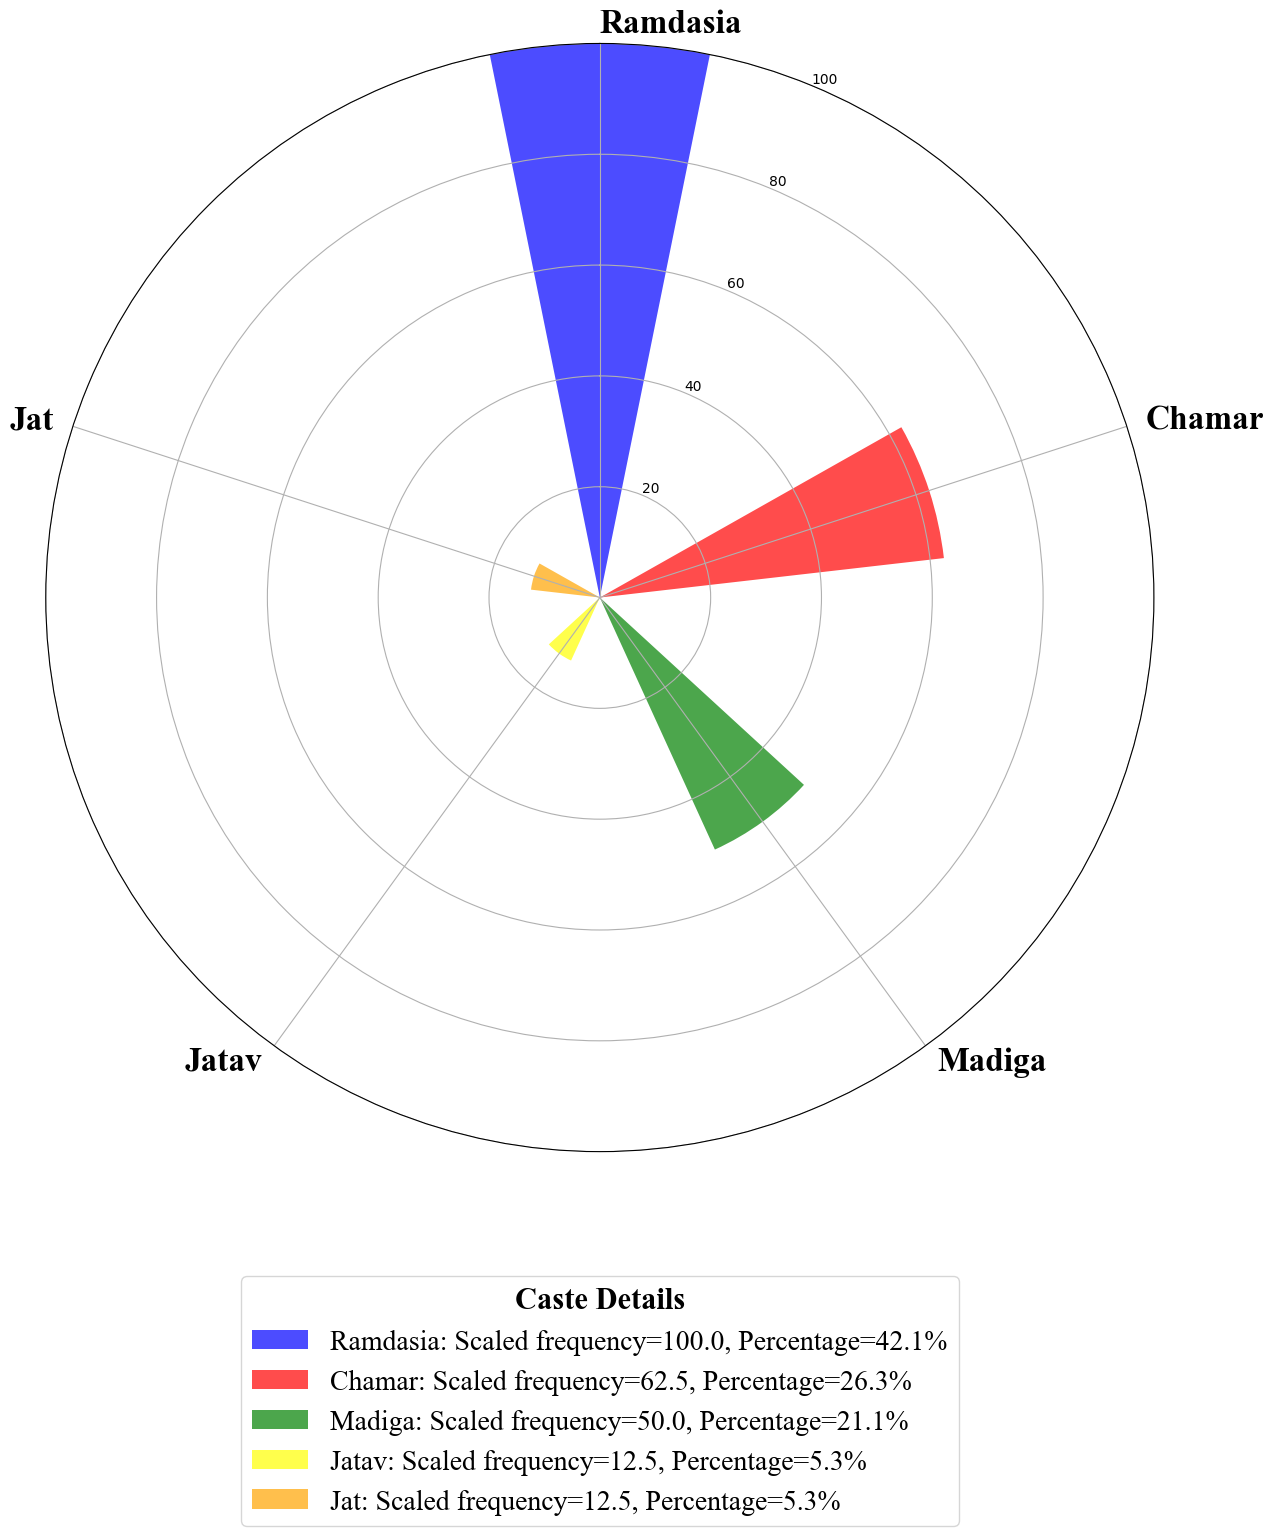 Ramdasia
100
80
60
40
20
Jat
Chamar
Jatav
Madiga
Caste Details
Ramdasia: Scaled frequency=100.0, Percentage=42.1%
Chamar: Scaled frequency=62.5, Percentage=26.3%
Madiga: Scaled frequency=50.0, Percentage=21.1%
Jatav: Scaled frequency=12.5, Percentage=5.3%
Jat: Scaled frequency=12.5, Percentage=5.3%